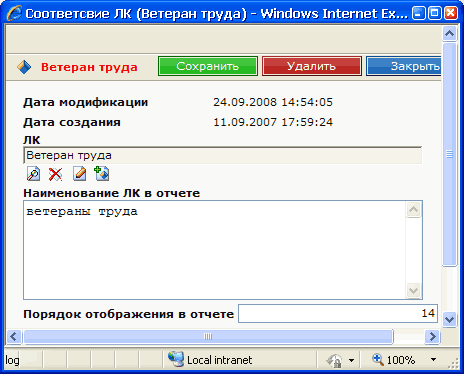 Соответсвие ЛК (Ветеран труда) - Windows Internet Ex...
Ветеран труда Сохранить Удалить Закрыть
Дата модификации 24.09.2008 14:54:05
Дата создания 11.09.2007 17:59:24
ЛК
Ветеран труда
Наименование ЛК в отчете
ветераны труда
Порядок отображения в отчете 14
log Local intranet 100%